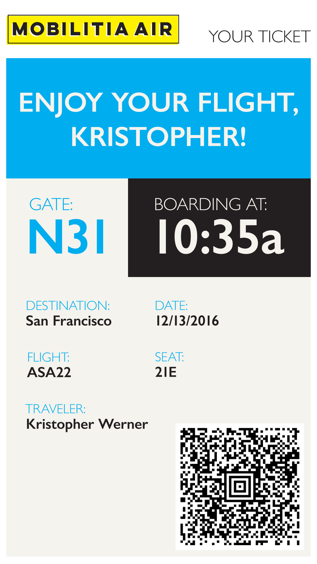 MOBILITIA AIR
YOUR TICKET
ENJOY YOUR FLIGHT,
KRISTOPHER!
GATE:
N31
BOARDING AT:
10:35a
DESTINATION:
San Francisco
DATE:
12/13/2016
FLIGHT:
ASA22
SEAT:
21E
TRAVELER:
Kristopher Werner